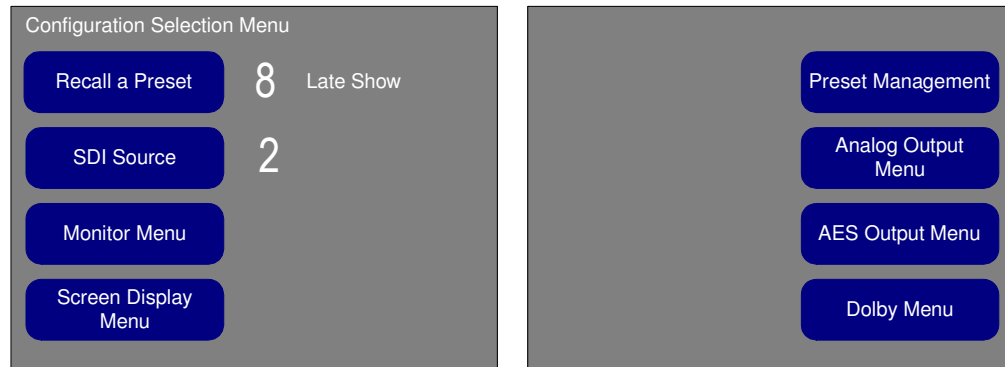 Configuration Selection Menu
Recall a Preset
8
Late Show
SDI Source
2
Monitor Menu
Screen Display
Menu
Preset Management
Analog Output
Menu
AES Output Menu
Dolby Menu